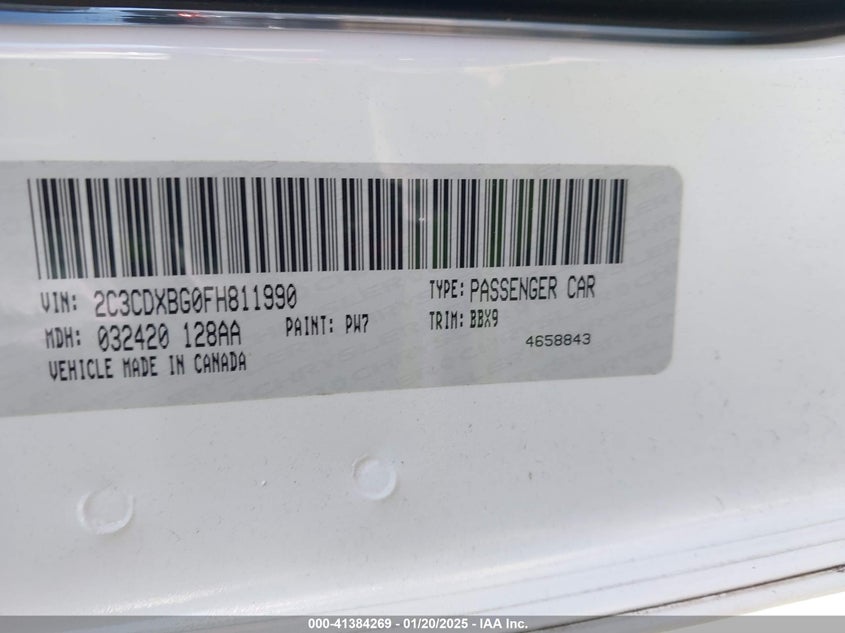 VIN: 2C3CDXBG0FH811990
TYPE: PASSENGER CAR
MDH: 032420 128AA
PAINT: PW7
TRIM: BBX9
4658843
VEHICLE MADE IN CANADA
000-41384269 - 01/20/2025 - IAA Inc.